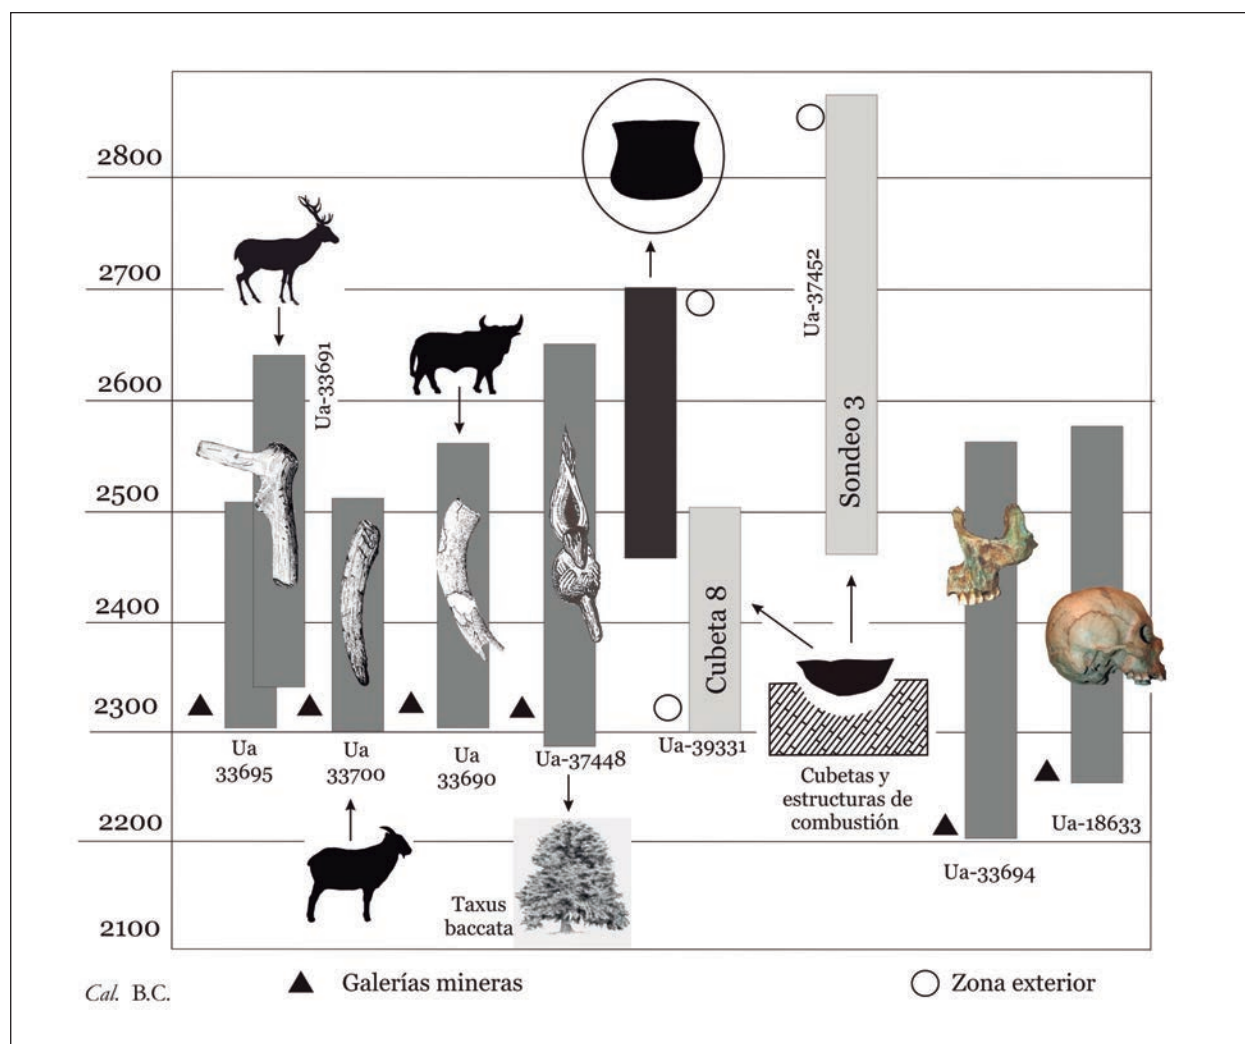 2800
2700
2600
2500
2400
2300
2200
2100
Cal. B.C.
Ua-33691
Ua
33695
Ua
33700
Ua
33690
Ua-37448
Taxus
baccata
Ua-39331
Cubeta 8
Ua-37452
Sondeo 3
Cubetas y
estructuras de
combustión
Ua-33694
Ua-18633
Galerías mineras
Zona exterior